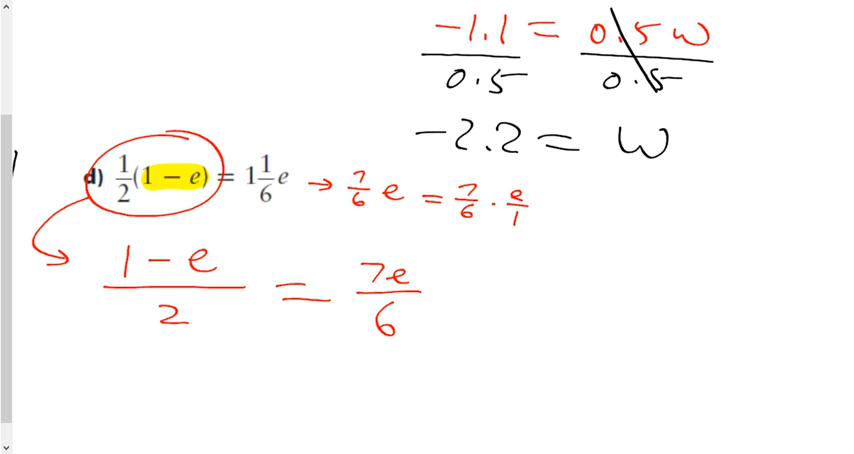 -1.1 = 0.5w
0.5 0.5
-2.2 = w
d) 1/2(1 − e) = 1 1/6 e → 7/6 e = 7/6 · e/1
1-e/2 = 7e/6